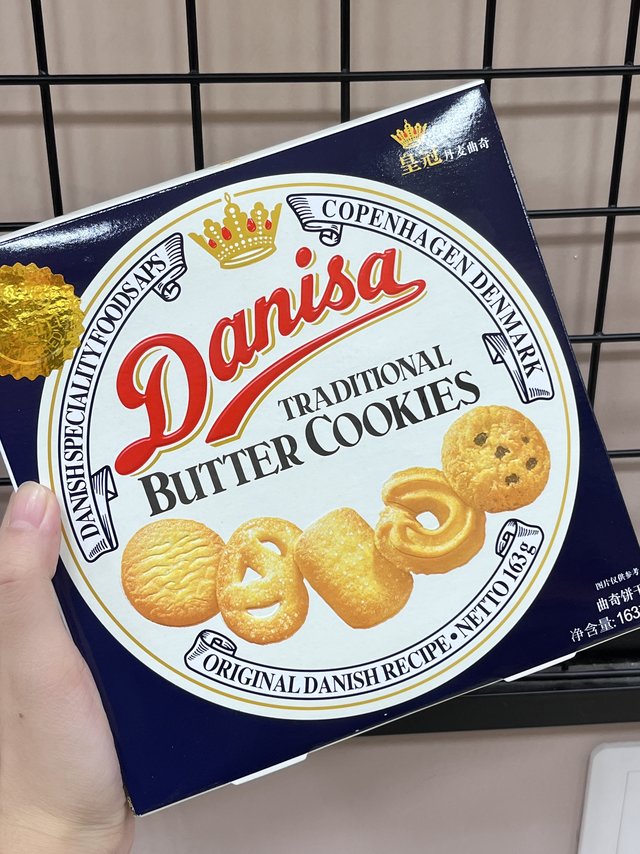 皇冠 丹麦曲奇
DANISH SPECIALITY FOODS APS
COPENHAGEN DENMARK
Danisa
TRADITIONAL
BUTTER COOKIES
ORIGINAL DANISH RECIPE • NETTO 163g
图片仅供参考
曲奇饼干
净含量: 163